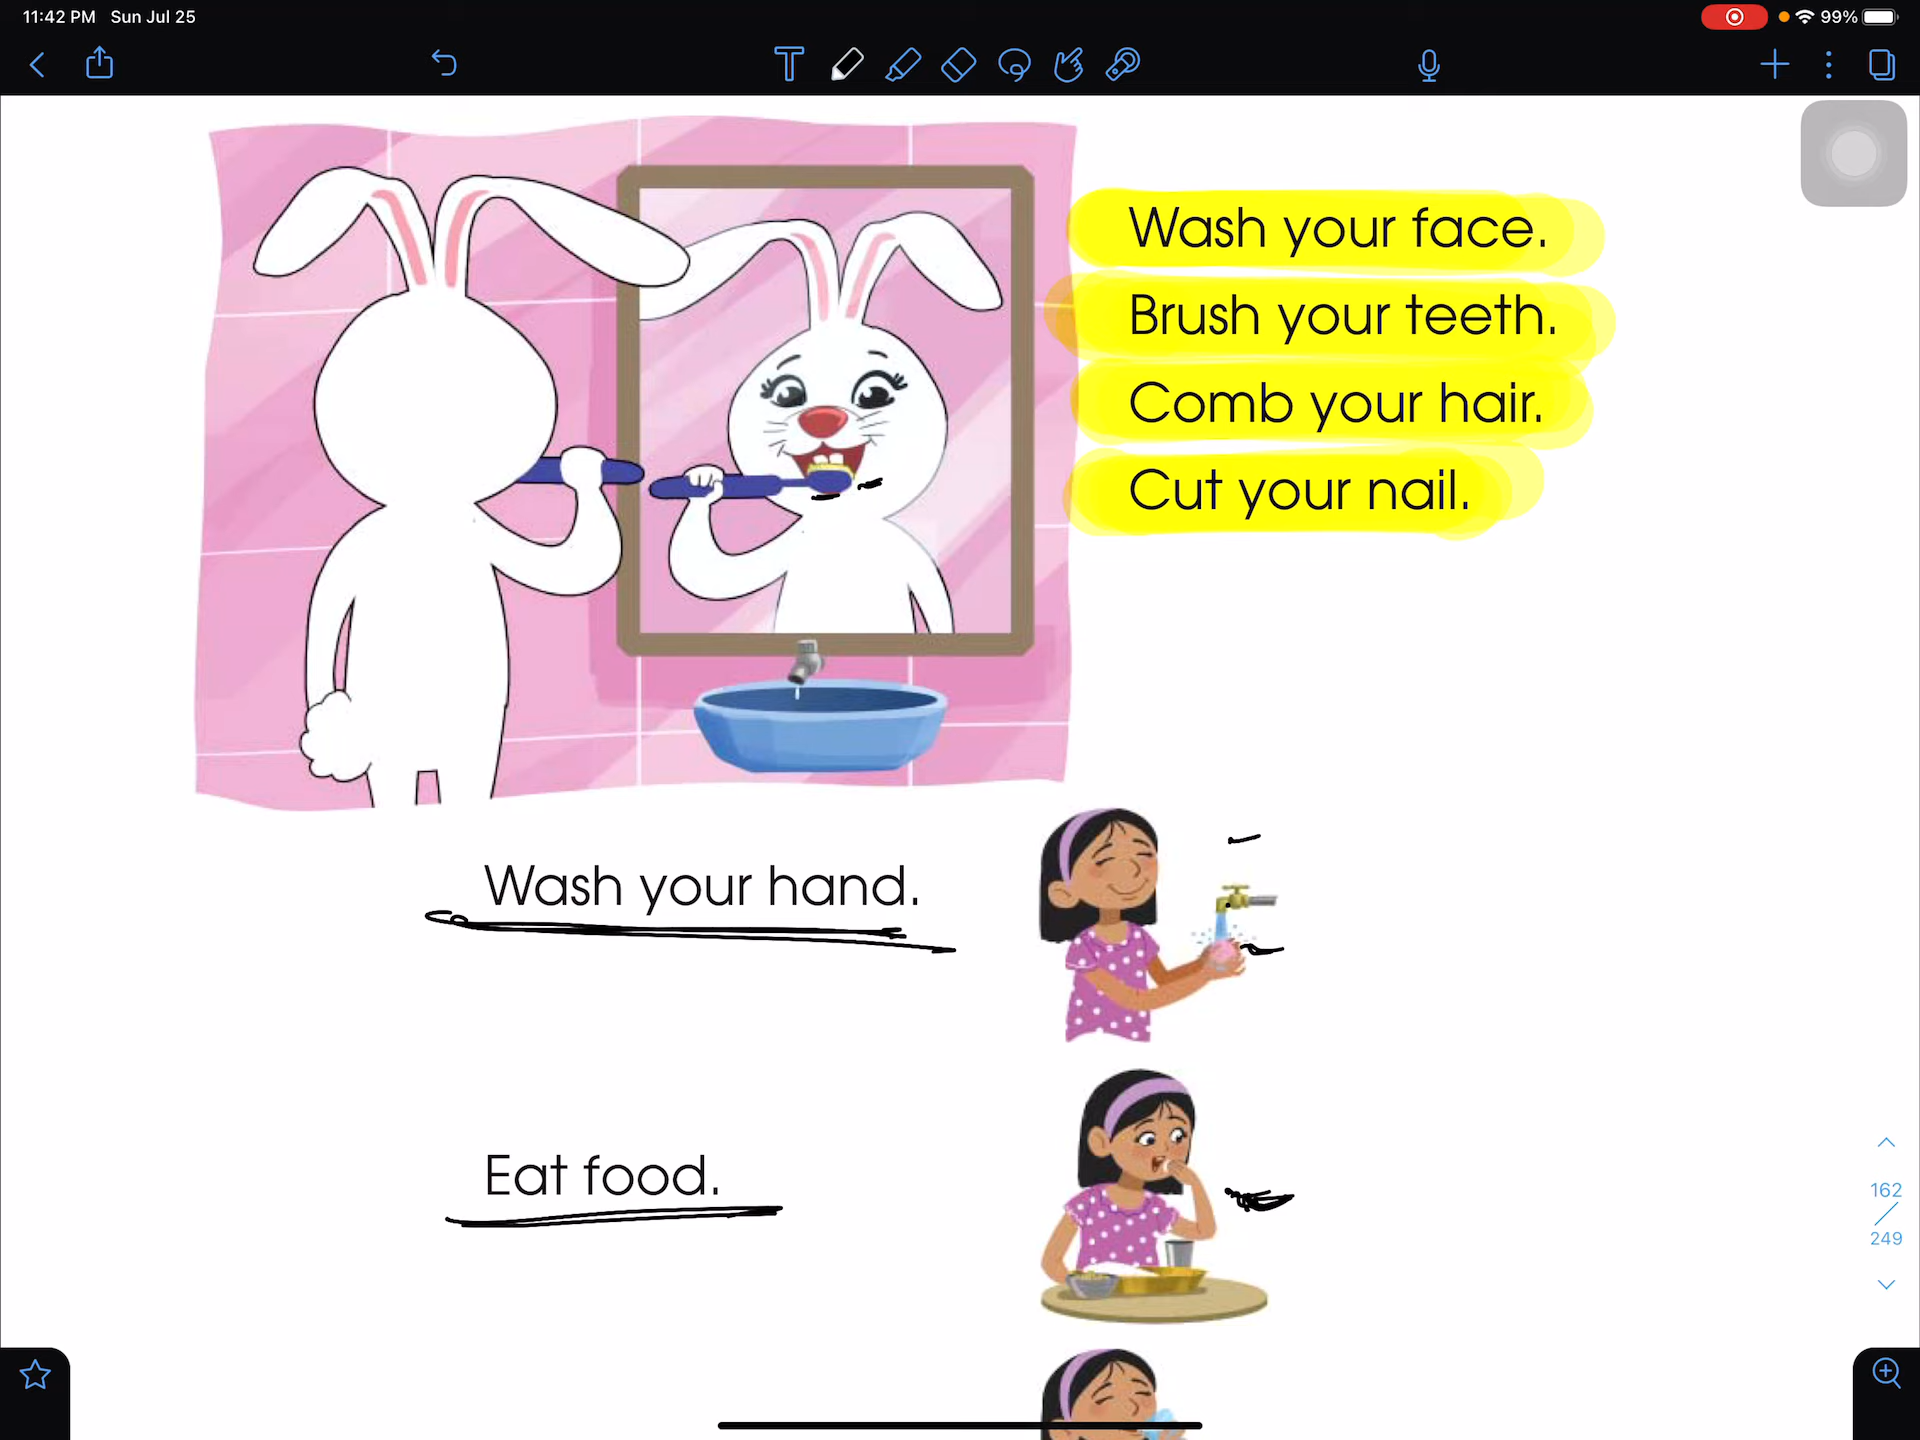 11:42 PM Sun Jul 25
99%
Wash your face.
Brush your teeth.
Comb your hair.
Cut your nail.
Wash your hand.
Eat food.
162
249